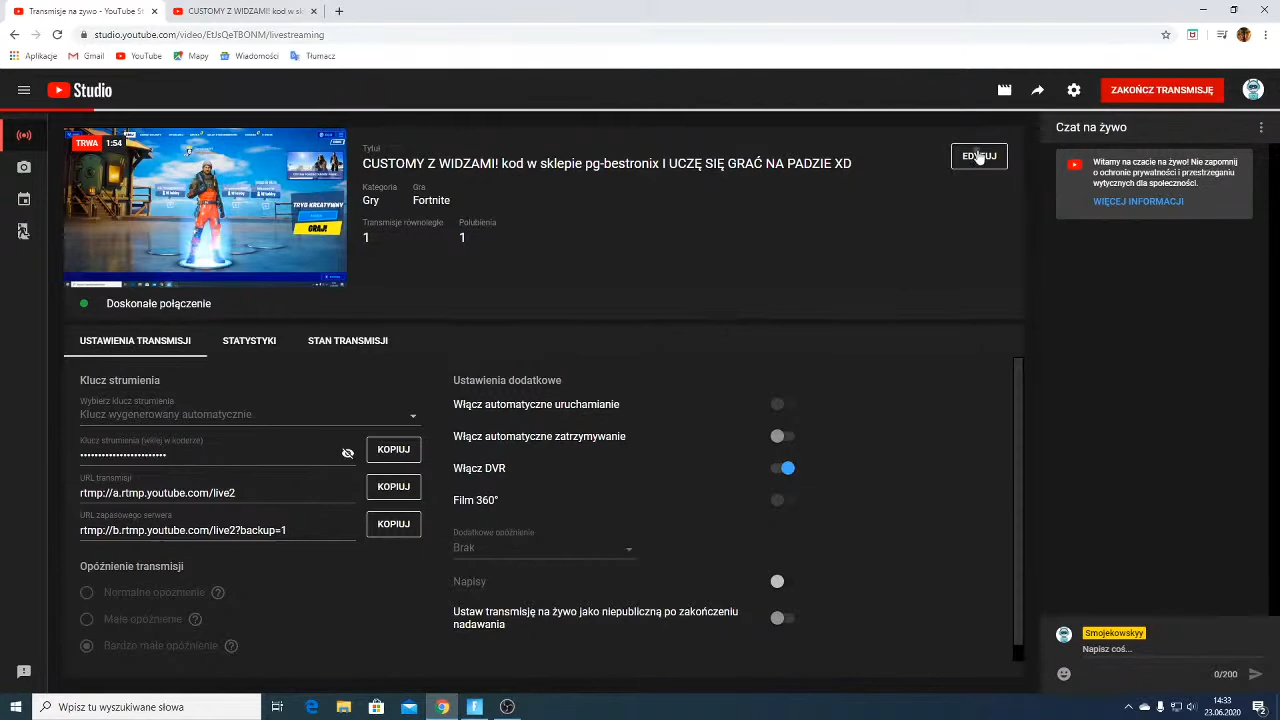 Transmisje na żywo - YouTube St
CUSTOMY Z WIDZAMI! kod w sk
studio.youtube.com/video/EtJsQeTBONM/livestreaming
Aplikacje
Gmail
YouTube
Mapy
Wiadomości
Tłumacz
Studio
ZAKOŃCZ TRANSMISJĘ
TRWA 1:54
TRYB KREATYWNY
GRAJ!
Tytuł
CUSTOMY Z WIDZAMI! kod w sklepie pg-bestronix I UCZĘ SIĘ GRAĆ NA PADZIE XD
EDYTUJ
Kategoria
Gry
Gra
Fortnite
Transmisje równoległe
1
Polubienia
1
Doskonałe połączenie
USTAWIENIA TRANSMISJI
STATYSTYKI
STAN TRANSMISJI
Klucz strumienia
Wybierz klucz strumienia
Klucz wygenerowany automatycznie
Klucz strumienia (wklej w koderze)
KOPIUJ
URL transmisji
rtmp://a.rtmp.youtube.com/live2
KOPIUJ
URL zapasowego serwera
rtmp://b.rtmp.youtube.com/live2?backup=1
KOPIUJ
Opóźnienie transmisji
Normalne opóźnienie
Małe opóźnienie
Bardzo małe opóźnienie
Ustawienia dodatkowe
Włącz automatyczne uruchamianie
Włącz automatyczne zatrzymywanie
Włącz DVR
Film 360°
Dodatkowe opóźnienie
Brak
Napisy
Ustaw transmisję na żywo jako niepubliczną po zakończeniu
nadawania
Czat na żywo
Witamy na czacie na żywo! Nie zapomnij
o ochronie prywatności i przestrzeganiu
wytycznych dla społeczności.
WIĘCEJ INFORMACJI
Smojekowskyy
Napisz coś...
0/200
Wpisz tu wyszukiwane słowa
14:33
23.06.2020